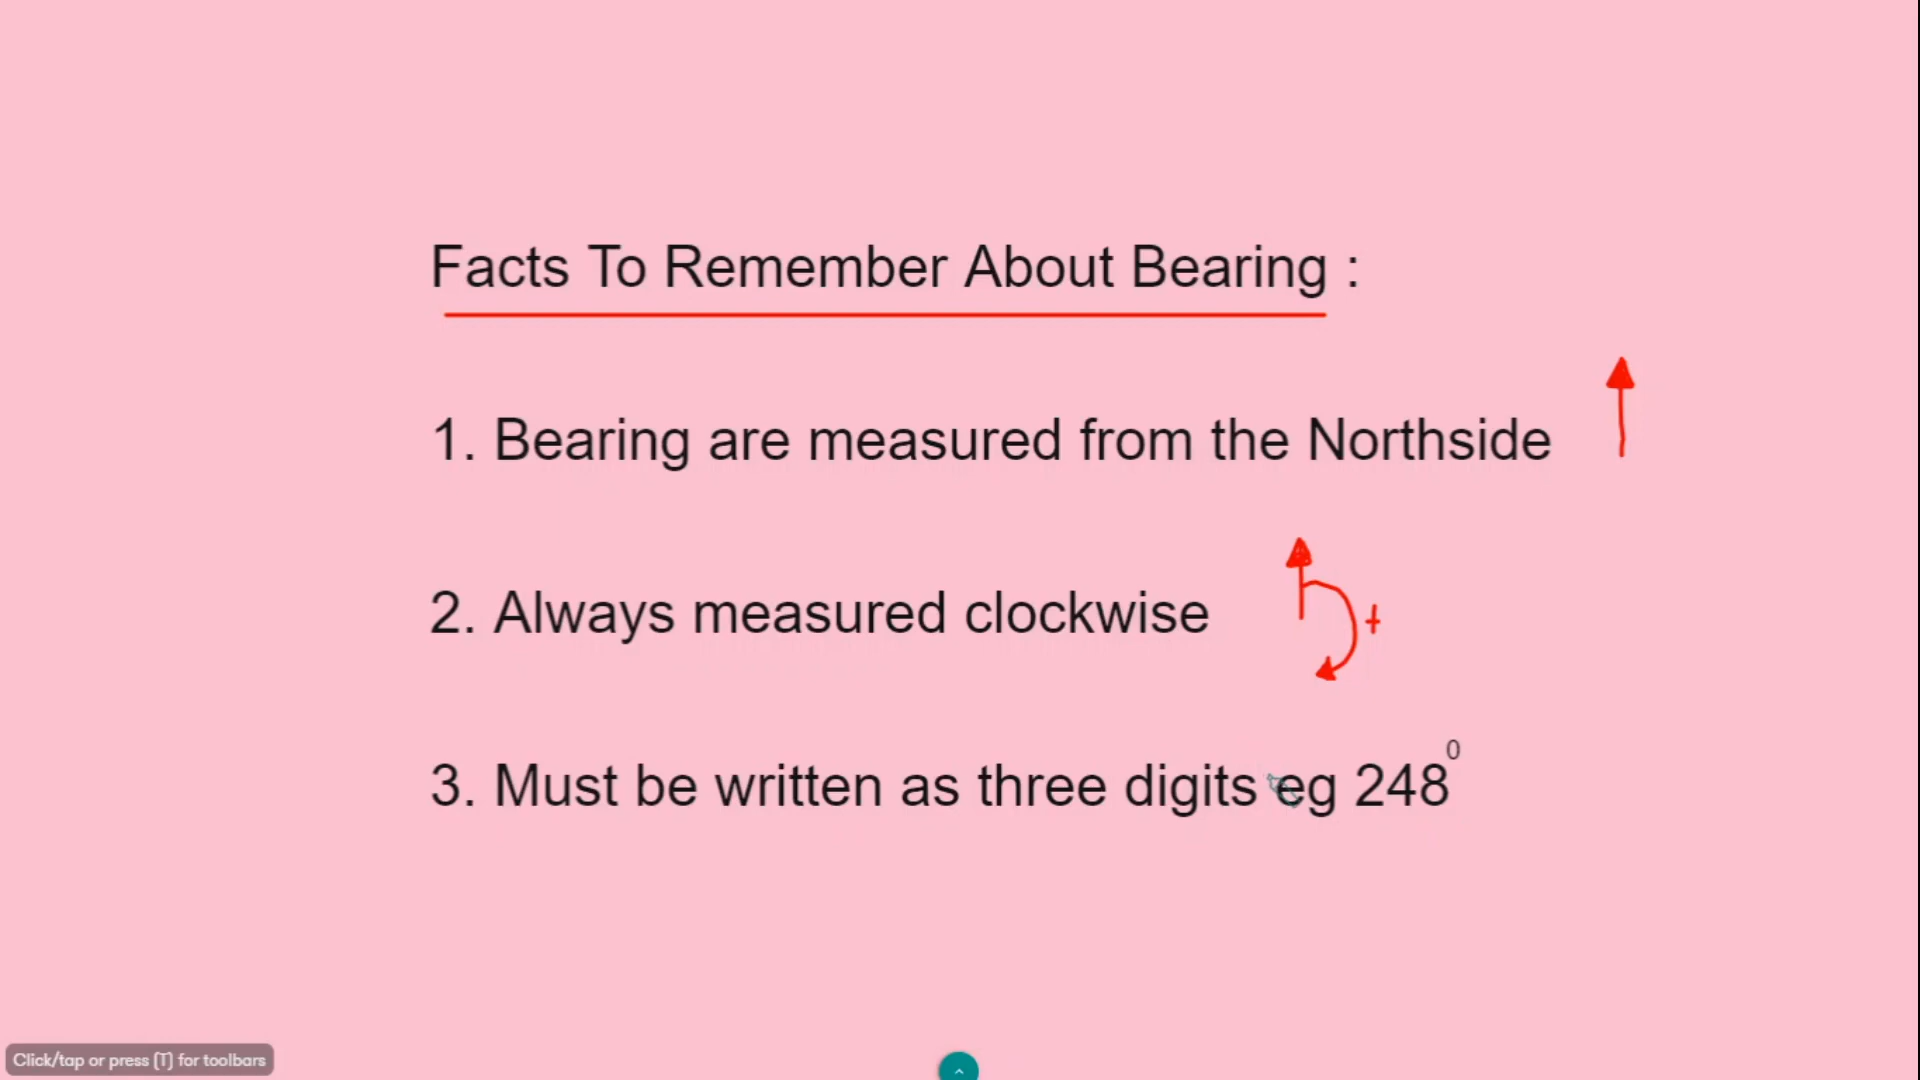 Facts To Remember About Bearing :
1. Bearing are measured from the Northside
2. Always measured clockwise
+
3. Must be written as three digits eg 248⁰
Click/tap or press (T) for toolbars